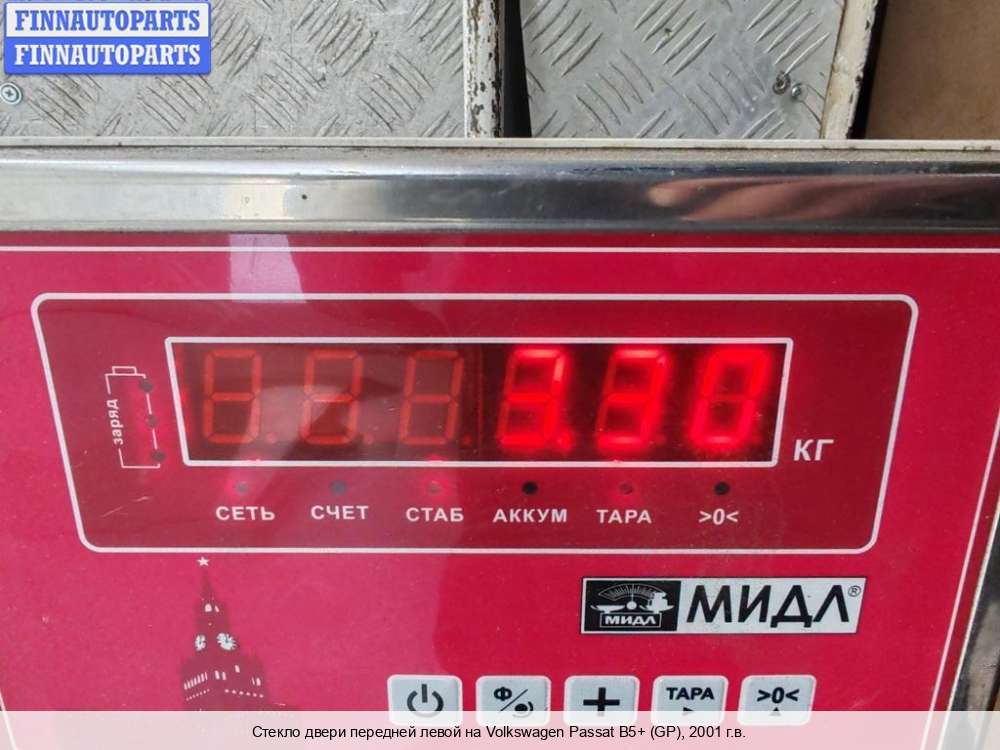 FINNAUTOPARTS
FINNAUTOPARTS
заряд
3.30
КГ
СЕТЬ СЧЕТ СТАБ АККУМ ТАРА >0<
МИДЛ
МИДЛ®
Ф
ТАРА
>0<
Стекло двери передней левой на Volkswagen Passat B5+ (GP), 2001 г.в.